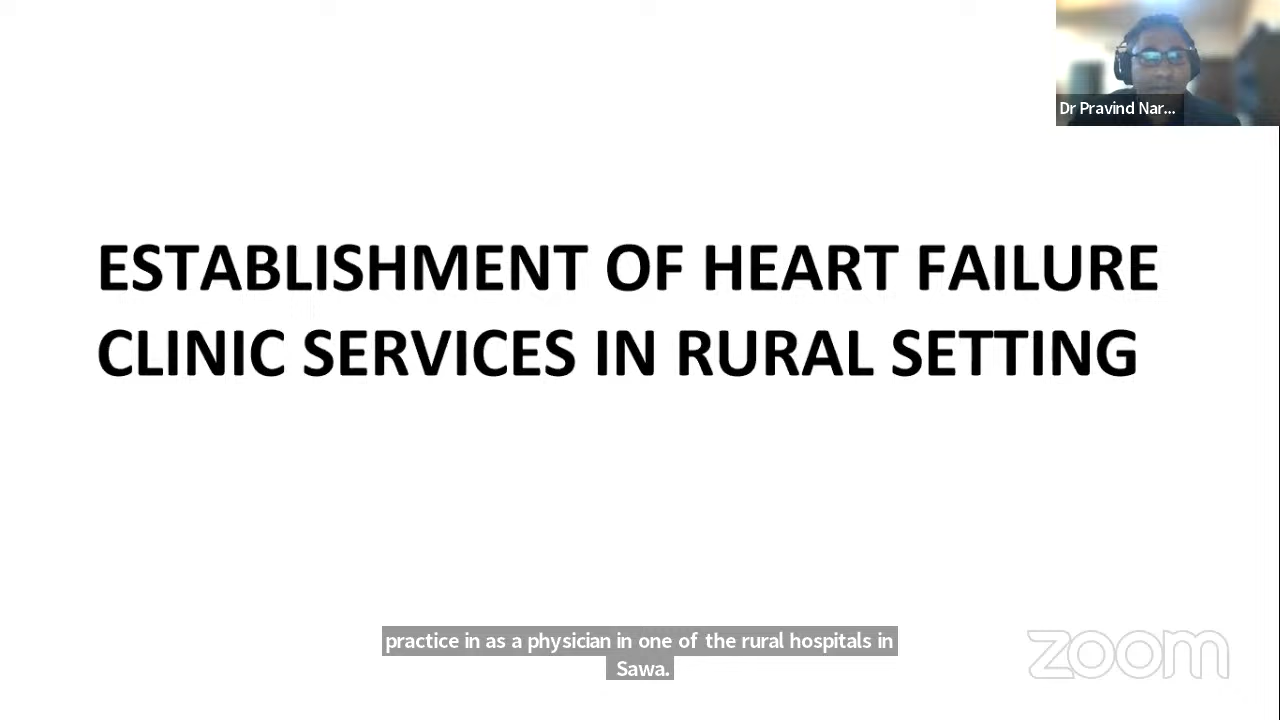 Dr Pravind Nar...
ESTABLISHMENT OF HEART FAILURE
CLINIC SERVICES IN RURAL SETTING
practice in as a physician in one of the rural hospitals in
Sawa.
zoom